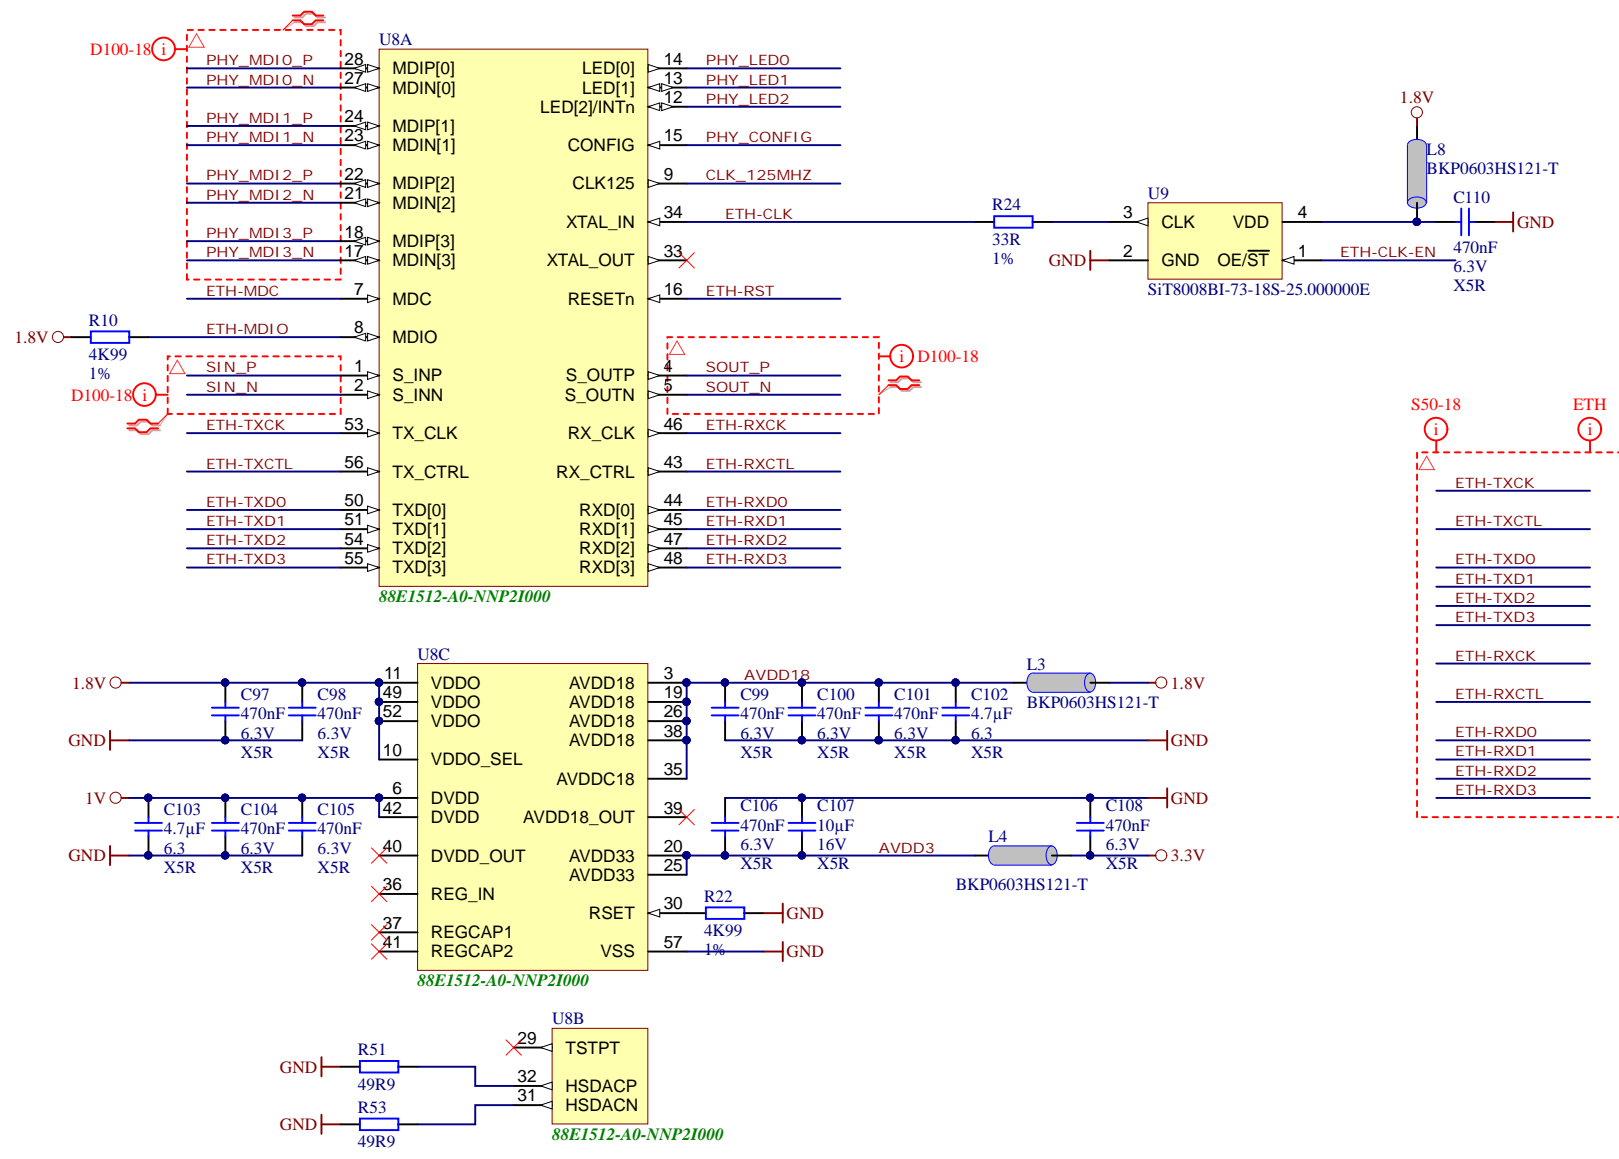 U8A
D100-18
PHY_MDI0_P 28 MDIP[0] LED[0] 14 PHY_LED0
PHY_MDI0_N 27 MDIN[0] LED[1] 13 PHY_LED1
LED[2]/INTn 12 PHY_LED2
PHY_MDI1_P 24 MDIP[1]
PHY_MDI1_N 23 MDIN[1] CONFIG 15 PHY_CONFIG
PHY_MDI2_P 22 MDIP[2] CLK125 9 CLK_125MHZ
PHY_MDI2_N 21 MDIN[2]
XTAL_IN 34 ETH-CLK
PHY_MDI3_P 18 MDIP[3]
PHY_MDI3_N 17 MDIN[3] XTAL_OUT 33
ETH-MDC 7 MDC RESETn 16 ETH-RST
1.8V R10 ETH-MDIO 8 MDIO
4K99
1%
SIN_P 1 S_INP S_OUTP 4 SOUT_P D100-18
D100-18 SIN_N 2 S_INN S_OUTN 5 SOUT_N
ETH-TXCK 53 TX_CLK RX_CLK 46 ETH-RXCK
ETH-TXCTL 56 TX_CTRL RX_CTRL 43 ETH-RXCTL
ETH-TXD0 50 TXD[0] RXD[0] 44 ETH-RXD0
ETH-TXD1 51 TXD[1] RXD[1] 45 ETH-RXD1
ETH-TXD2 54 TXD[2] RXD[2] 47 ETH-RXD2
ETH-TXD3 55 TXD[3] RXD[3] 48 ETH-RXD3
88E1512-A0-NNP2I000
1.8V
L8
BKP0603HS121-T
U9
R24 3 CLK VDD 4 C110 GND
33R
1%
GND 2 GND OE/ST 1 ETH-CLK-EN 470nF
6.3V
X5R
SiT8008BI-73-18S-25.000000E
S50-18 ETH
ETH-TXCK
ETH-TXCTL
ETH-TXD0
ETH-TXD1
ETH-TXD2
ETH-TXD3
ETH-RXCK
ETH-RXCTL
ETH-RXD0
ETH-RXD1
ETH-RXD2
ETH-RXD3
U8C
1.8V 11 VDDO AVDD18 3 AVDD18 L3 1.8V
BKP0603HS121-T
C97 C98 49 VDDO AVDD18 19 C99 C100 C101 C102
470nF 470nF 52 VDDO AVDD18 26 470nF 470nF 470nF 4.7µF
GND 6.3V 6.3V AVDD18 38 6.3V 6.3V 6.3V 6.3 GND
X5R X5R 10 VDDO_SEL X5R X5R X5R X5R
AVDDC18 35
1V 6 DVDD GND
C103 C104 C105 42 DVDD AVDD18_OUT 39 C106 C107 C108
4.7µF 470nF 470nF 470nF 10µF 470nF
6.3 6.3V 6.3V 6.3V 16V 6.3V
X5R X5R X5R X5R X5R X5R
GND 40 DVDD_OUT AVDD33 20 AVDD3 L4 3.3V
AVDD33 25 BKP0603HS121-T
36 REG_IN
RSET 30 R22 GND
4K99
1%
37 REGCAP1
41 REGCAP2 VSS 57 GND
88E1512-A0-NNP2I000
U8B
29 TSTPT
GND R51 32 HSDACP
49R9
31 HSDACN
GND R53
49R9
88E1512-A0-NNP2I000